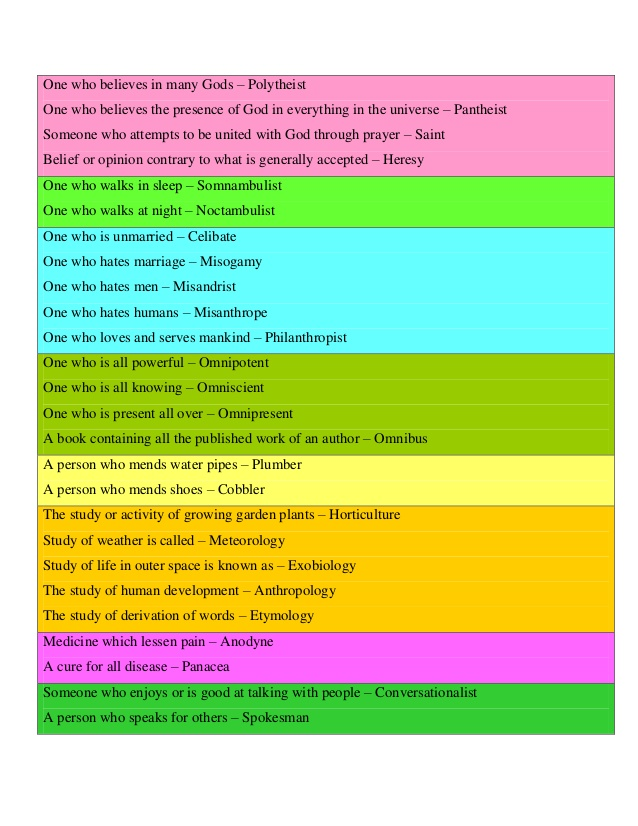 One who believes in many Gods – Polytheist
One who believes the presence of God in everything in the universe – Pantheist
Someone who attempts to be united with God through prayer – Saint
Belief or opinion contrary to what is generally accepted – Heresy
One who walks in sleep – Somnambulist
One who walks at night – Noctambulist
One who is unmarried – Celibate
One who hates marriage – Misogamy
One who hates men – Misandrist
One who hates humans – Misanthrope
One who loves and serves mankind – Philanthropist
One who is all powerful – Omnipotent
One who is all knowing – Omniscient
One who is present all over – Omnipresent
A book containing all the published work of an author – Omnibus
A person who mends water pipes – Plumber
A person who mends shoes – Cobbler
The study or activity of growing garden plants – Horticulture
Study of weather is called – Meteorology
Study of life in outer space is known as – Exobiology
The study of human development – Anthropology
The study of derivation of words – Etymology
Medicine which lessen pain – Anodyne
A cure for all disease – Panacea
Someone who enjoys or is good at talking with people – Conversationalist
A person who speaks for others – Spokesman